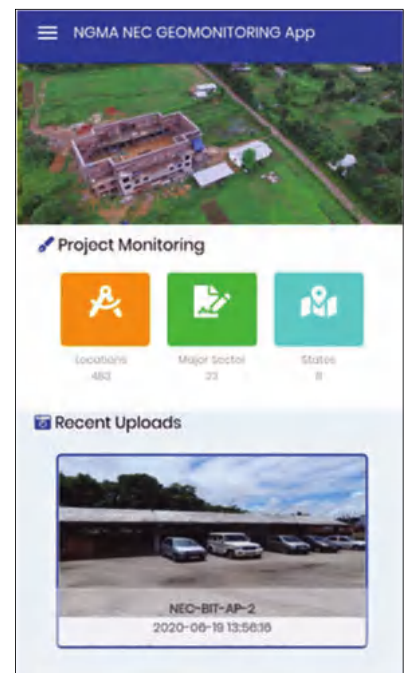 NGMA NEC GEOMONITORING App
Project Monitoring
Locations Major Sector States
483 23 8
Recent Uploads
NEC-BIT-AP-2
2020-06-19 13:56:16